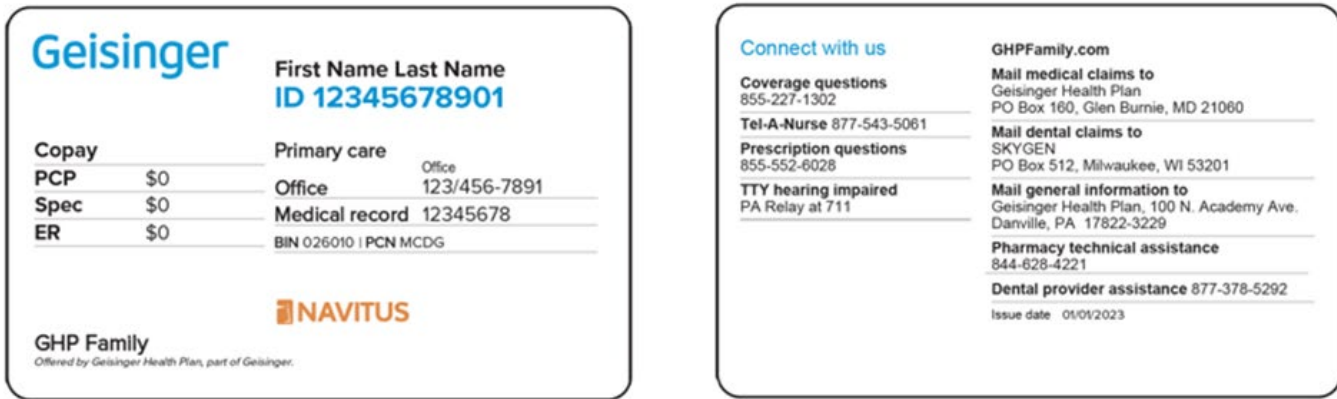 Geisinger
First Name Last Name
ID 12345678901
Copay
PCP $0
Spec $0
ER $0
Primary care
Office
Office 123/456-7891
Medical record 12345678
BIN 026010 | PCN MCDG
NAVITUS
GHP Family
Offered by Geisinger Health Plan, part of Geisinger.
Connect with us
Coverage questions
855-227-1302
Tel-A-Nurse 877-543-5061
Prescription questions
855-552-6028
TTY hearing impaired
PA Relay at 711
GHPFamily.com
Mail medical claims to
Geisinger Health Plan
PO Box 160, Glen Burnie, MD 21060
Mail dental claims to
SKYGEN
PO Box 512, Milwaukee, WI 53201
Mail general information to
Geisinger Health Plan, 100 N. Academy Ave.
Danville, PA 17822-3229
Pharmacy technical assistance
844-628-4221
Dental provider assistance 877-378-5292
Issue date 01/01/2023